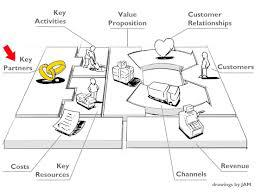 Key
Activities
Value
Proposition
Customer
Relationships
Key
Partners
Customers
Costs
Key
Resources
Channels
Revenue
drawings by JAM